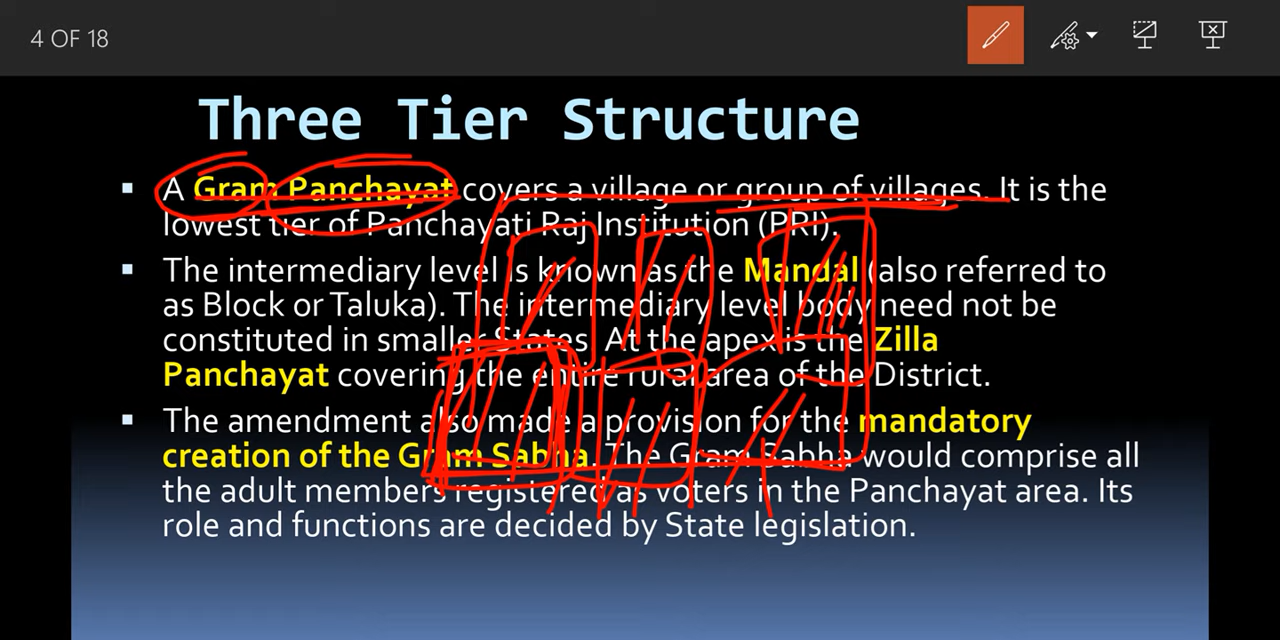 4 OF 18
Three Tier Structure
▪ A Gram Panchayat covers a village or group of villages. It is the
lowest tier of Panchayati Raj Institution (PRI).
▪ The intermediary level is known as the Mandal (also referred to
as Block or Taluka). The intermediary level body need not be
constituted in smaller States. At the apex is the Zilla
Panchayat covering the entire rural area of the District.
▪ The amendment also made a provision for the mandatory
creation of the Gram Sabha. The Gram Sabha would comprise all
the adult members registered as voters in the Panchayat area. Its
role and functions are decided by State legislation.